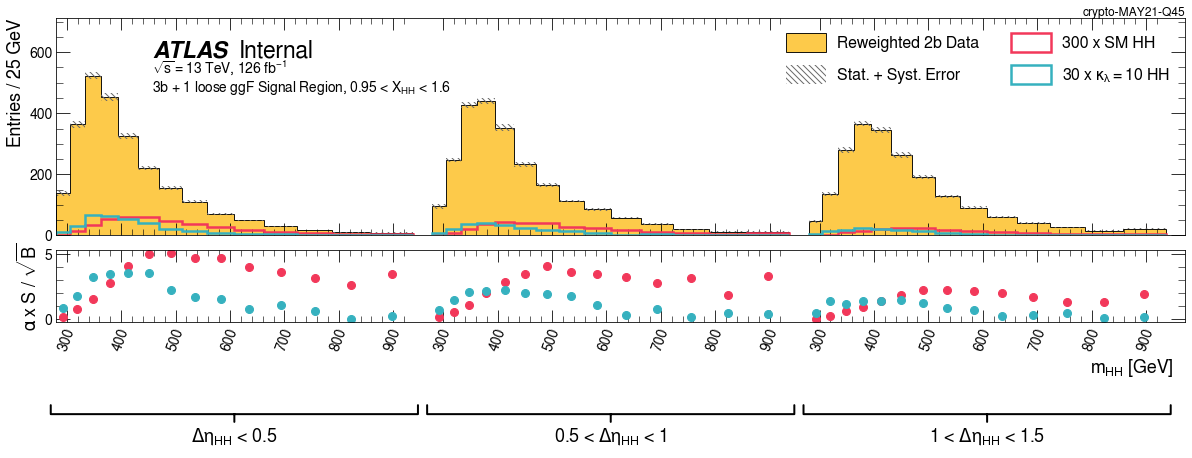 crypto-MAY21-Q45
Entries / 25 GeV
600
400
200
0
ATLAS Internal
√s = 13 TeV, 126 fb⁻¹
3b + 1 loose ggF Signal Region, 0.95 < X_HH < 1.6
Reweighted 2b Data
Stat. + Syst. Error
300 x SM HH
30 x κ_λ = 10 HH
α x S / √B
5
0
300 400 500 600 700 800 900 300 400 500 600 700 800 900 300 400 500 600 700 800 900
m_HH [GeV]
Δη_HH < 0.5
0.5 < Δη_HH < 1
1 < Δη_HH < 1.5